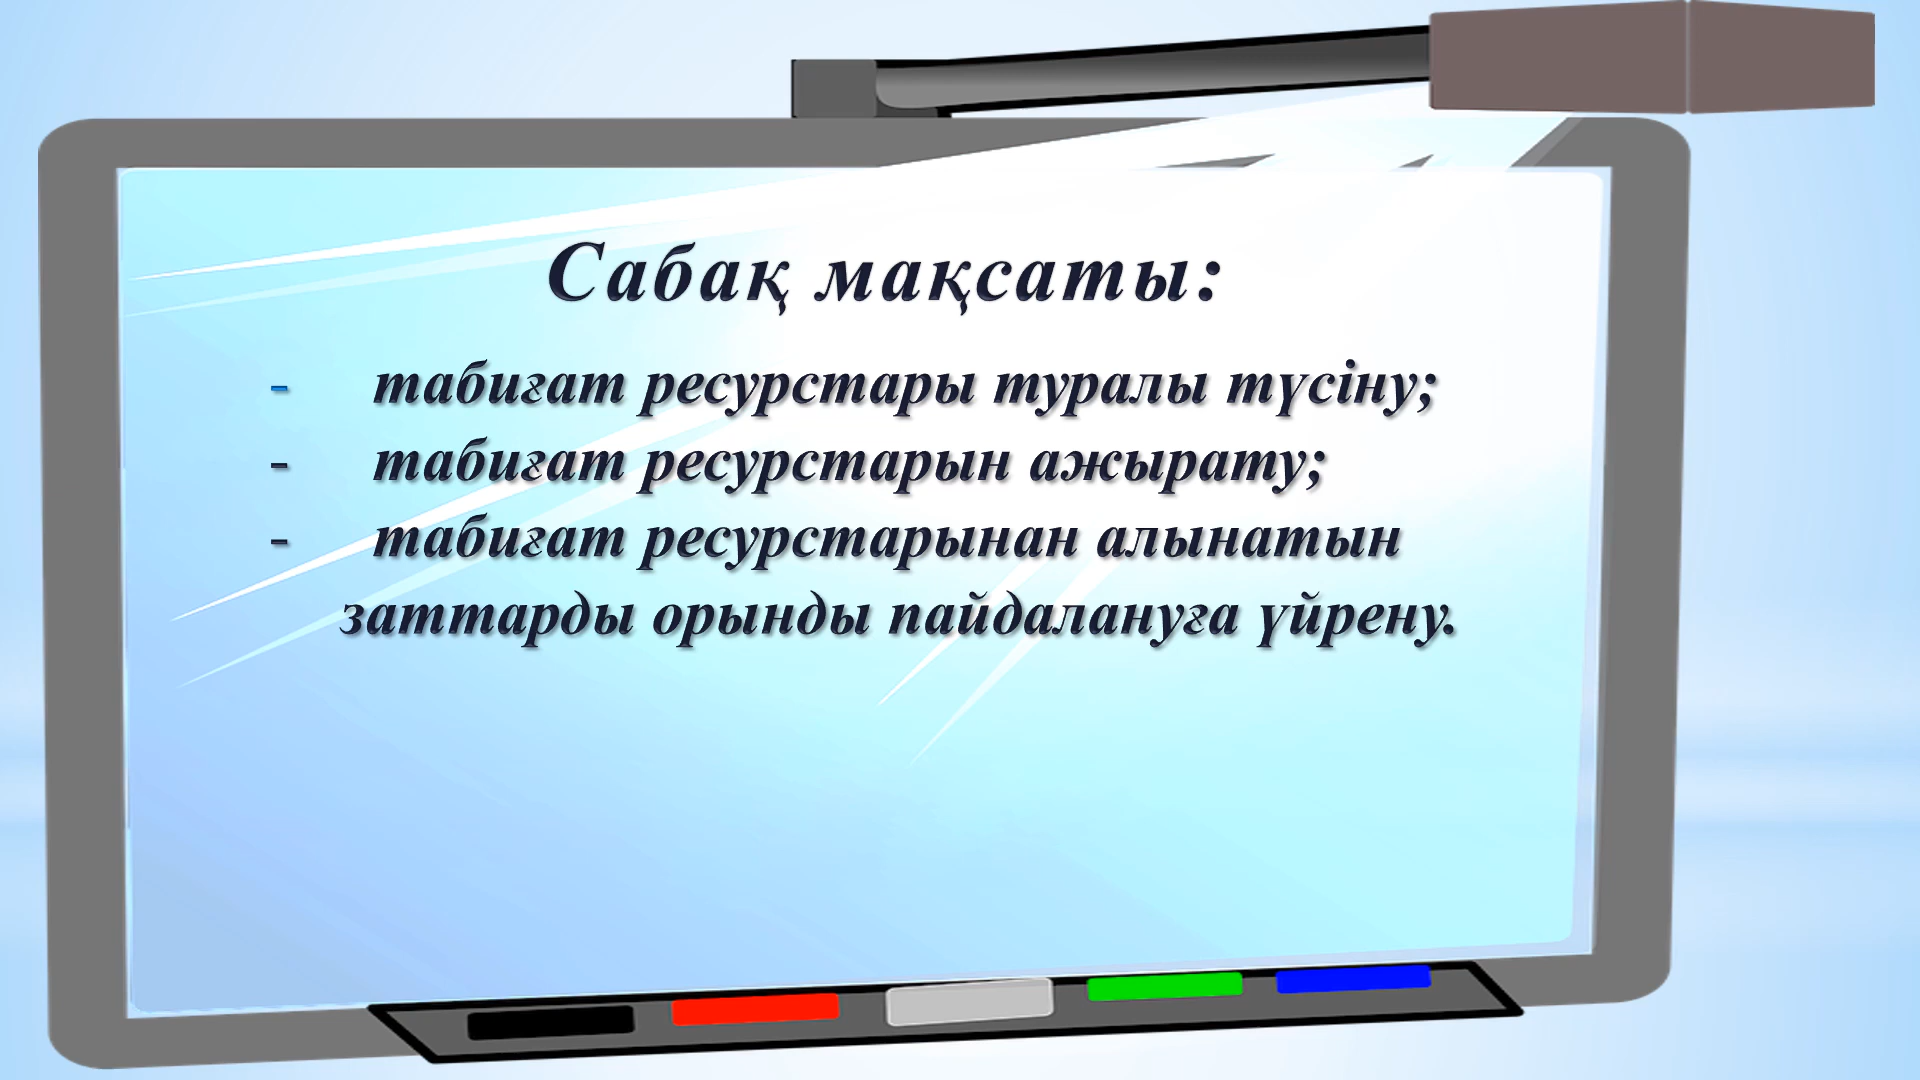 Сабақ мақсаты:
- табиғат ресурстары туралы түсіну;
- табиғат ресурстарын ажырату;
- табиғат ресурстарынан алынатын
заттарды орынды пайдалануға үйрену.